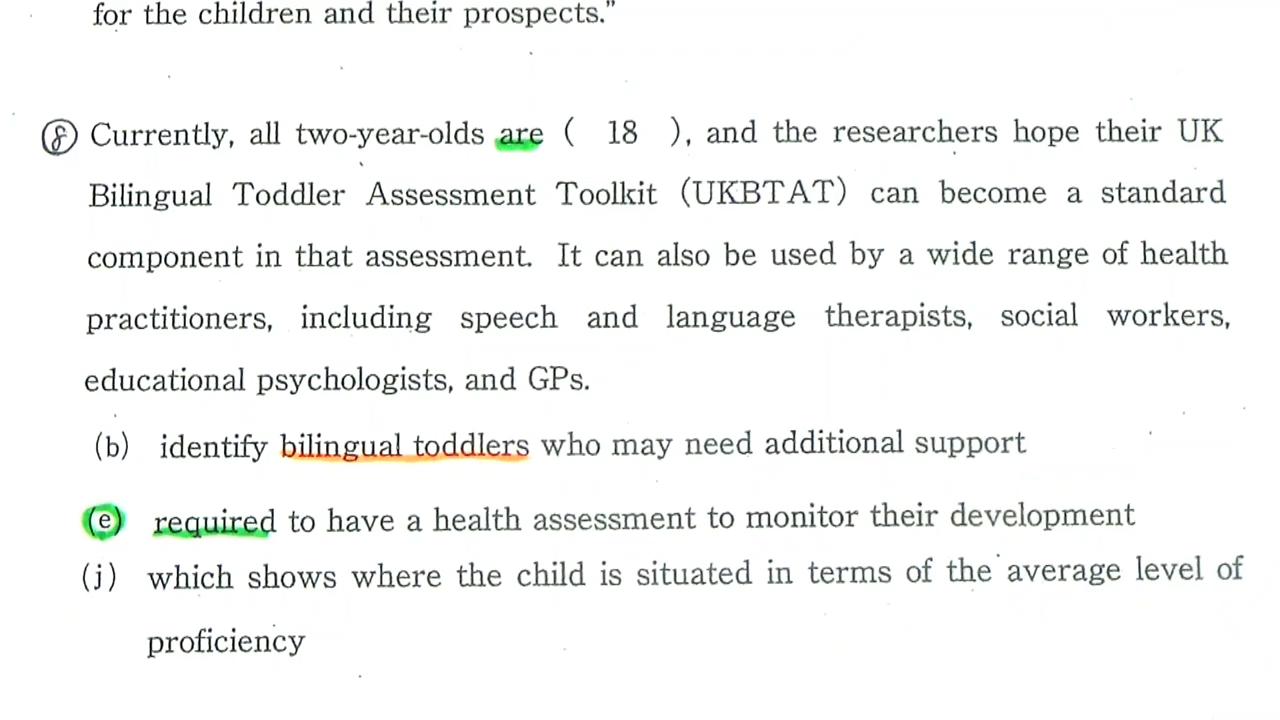 for the children and their prospects."
⑧ Currently, all two-year-olds are ( 18 ), and the researchers hope their UK
Bilingual Toddler Assessment Toolkit (UKBTAT) can become a standard
component in that assessment. It can also be used by a wide range of health
practitioners, including speech and language therapists, social workers,
educational psychologists, and GPs.
(b) identify bilingual toddlers who may need additional support
(e) required to have a health assessment to monitor their development
(j) which shows where the child is situated in terms of the average level of
proficiency